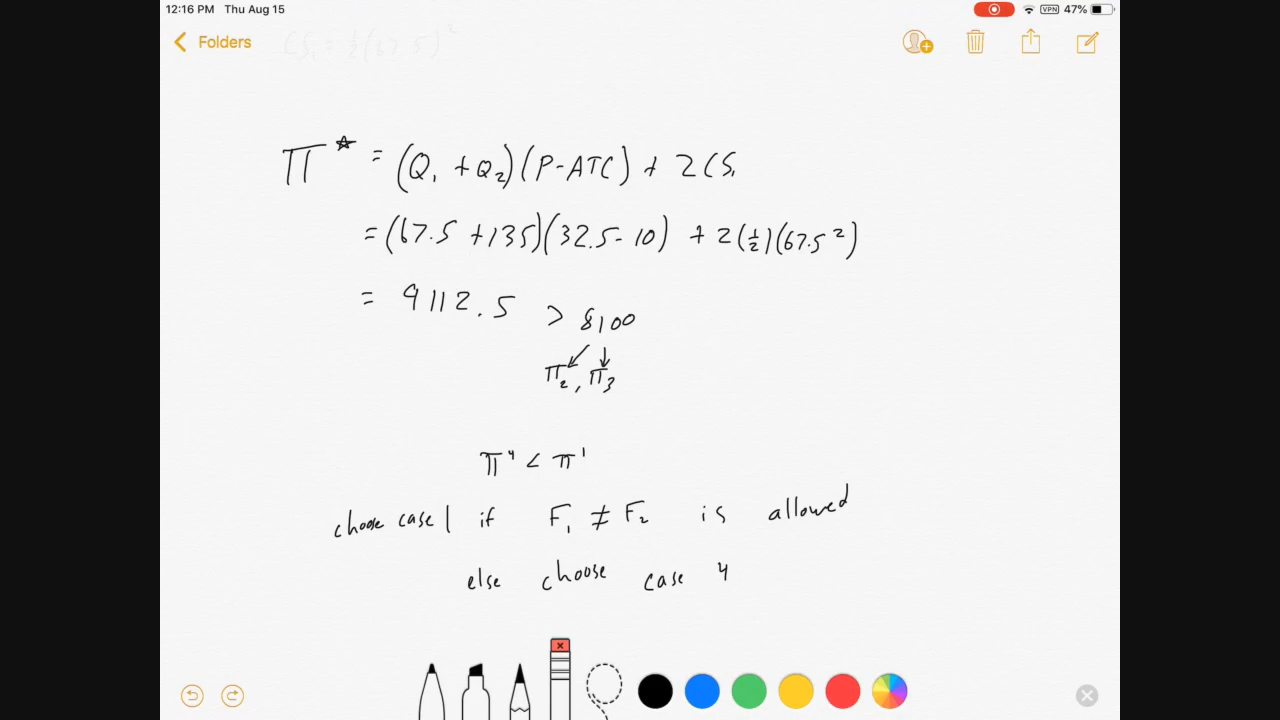 12:16 PM Thu Aug 15
VPN 47%
Folders
Π* = (Q₁ + Q₂)(P-ATC) + 2CS₁
= (67.5 + 135)(32.5 - 10) + 2(½)(67.5²)
= 9112.5 > 8100
π₂, π₃
π⁴ < π¹
choose case 1 if F₁ ≠ F₂ is allowed
else choose case 4